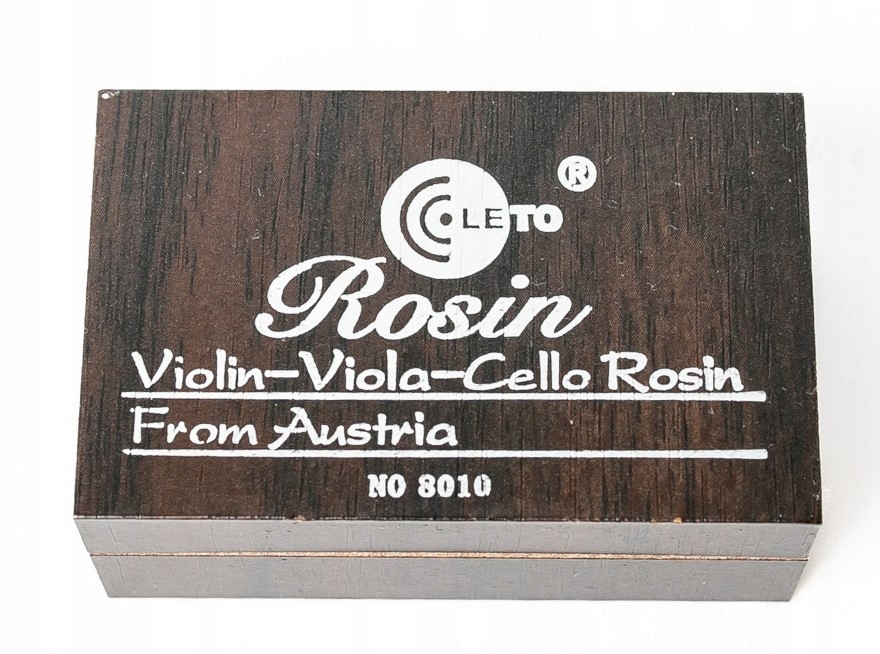 LETO ®
Rosin
Violin-Viola-Cello Rosin
From Austria
NO 8010